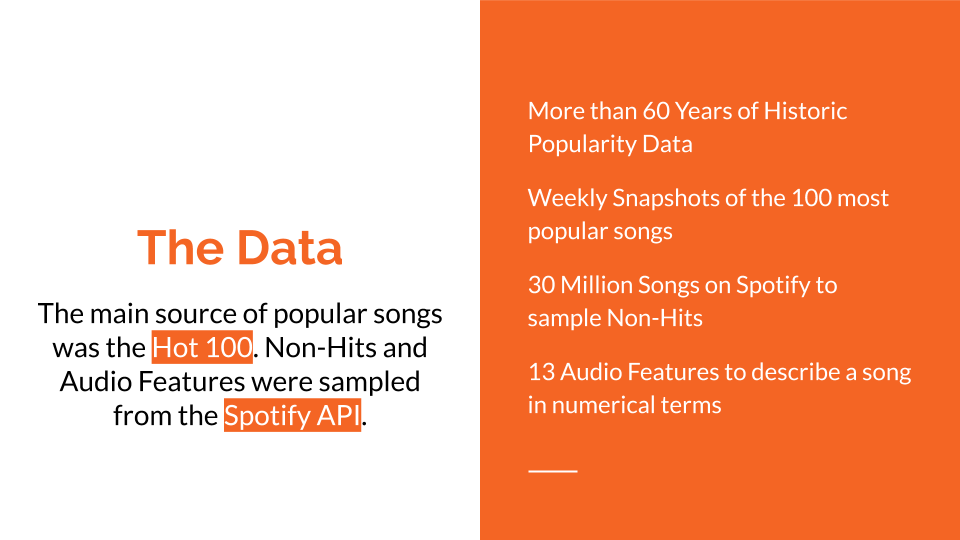 The Data
The main source of popular songs
was the Hot 100. Non-Hits and
Audio Features were sampled
from the Spotify API.
More than 60 Years of Historic
Popularity Data
Weekly Snapshots of the 100 most
popular songs
30 Million Songs on Spotify to
sample Non-Hits
13 Audio Features to describe a song
in numerical terms